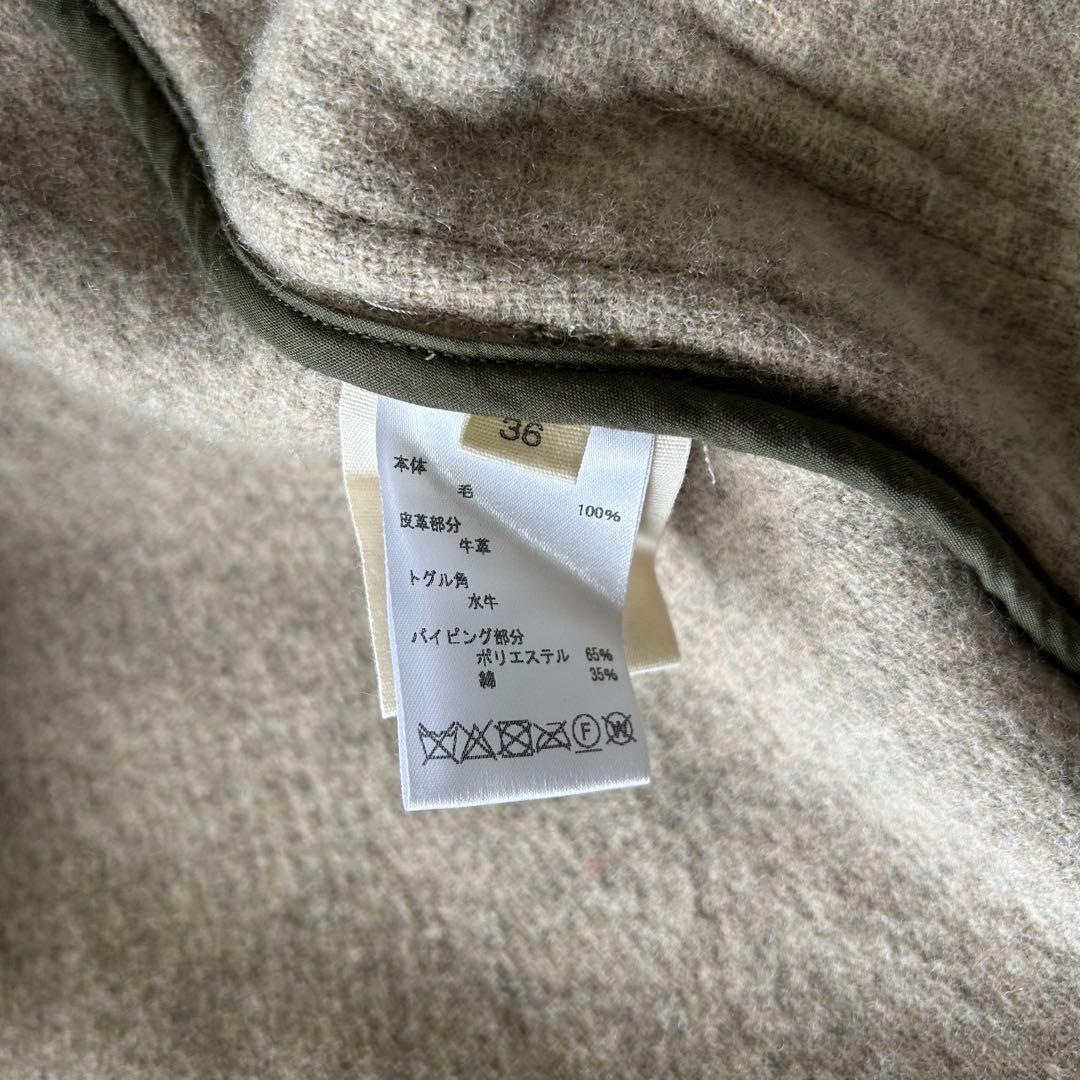 36
本体
毛 100%
皮革部分
牛革
トグル角
水牛
パイピング部分
ポリエステル 65%
綿 35%
F W